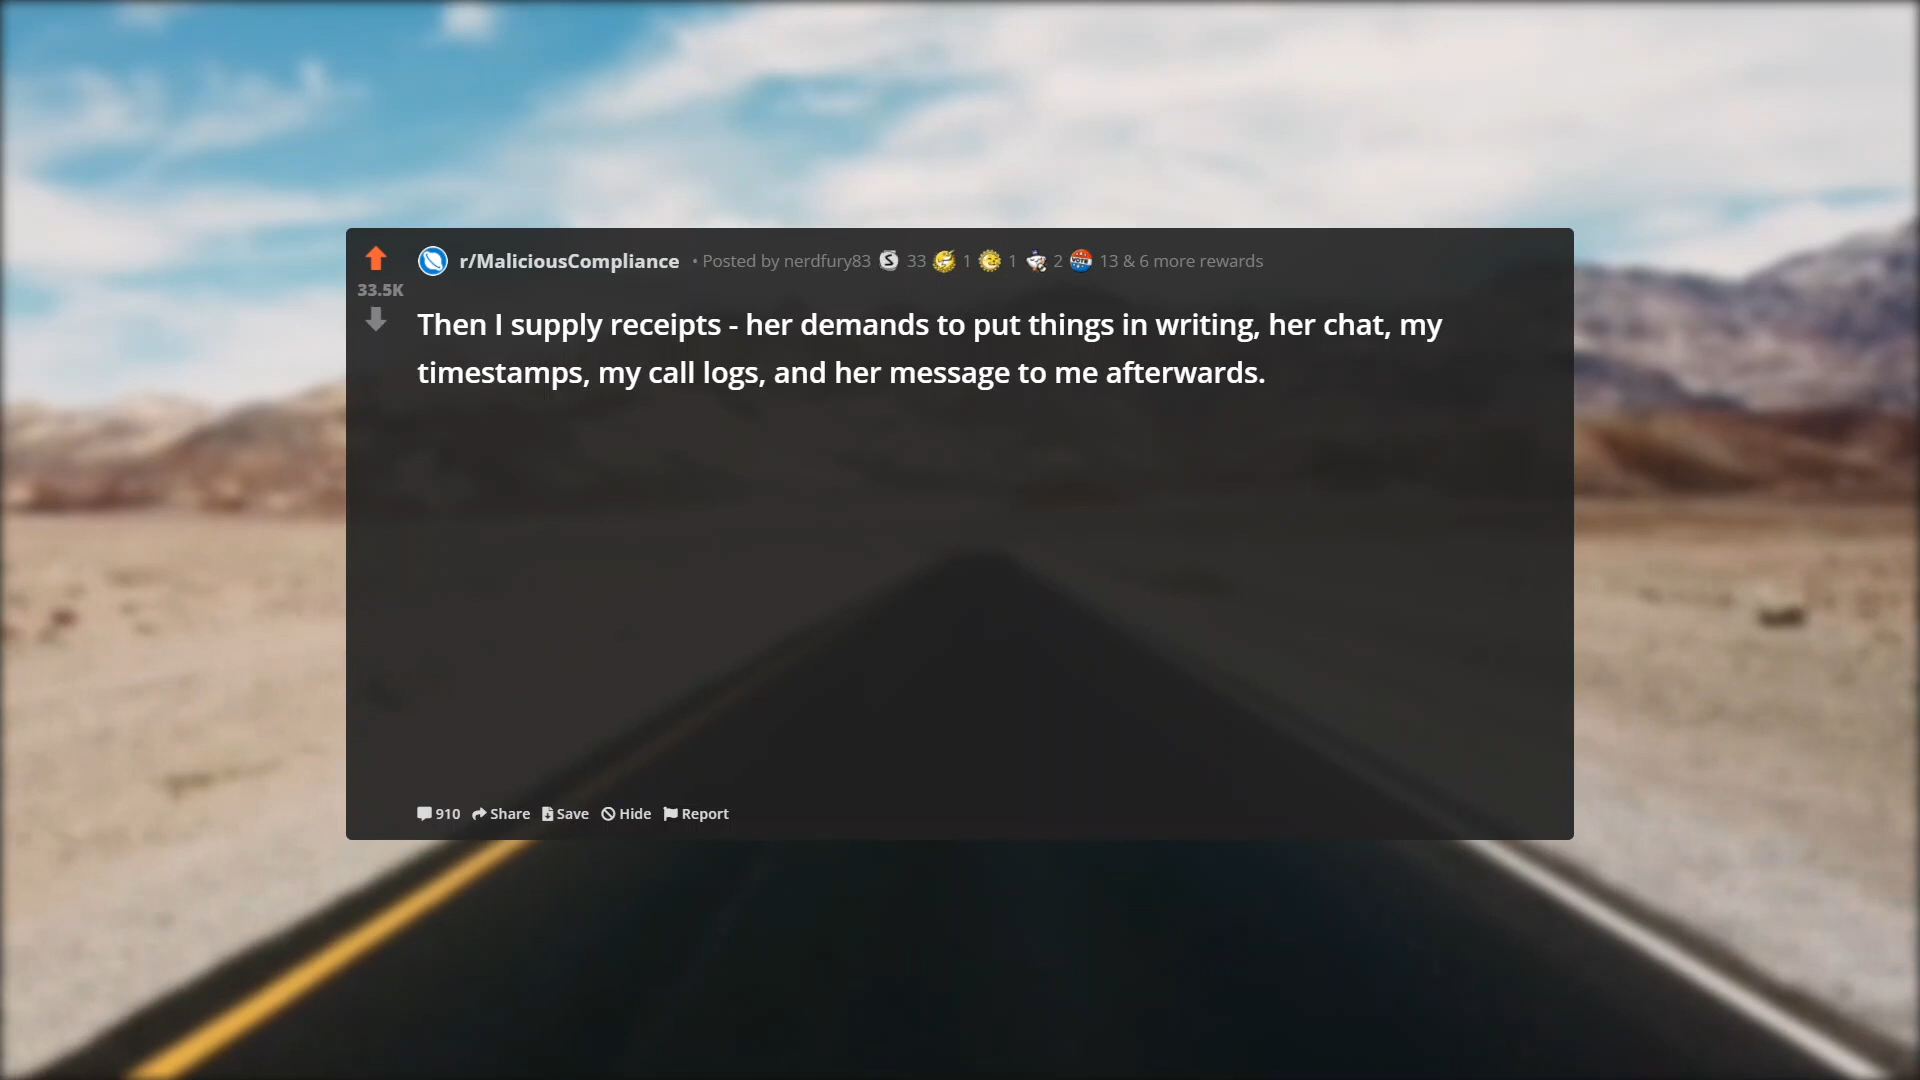 r/MaliciousCompliance • Posted by nerdfury83 S 33 1 1 2 VOTE 13 & 6 more rewards
33.5K
Then I supply receipts - her demands to put things in writing, her chat, my
timestamps, my call logs, and her message to me afterwards.
910 Share Save Hide Report